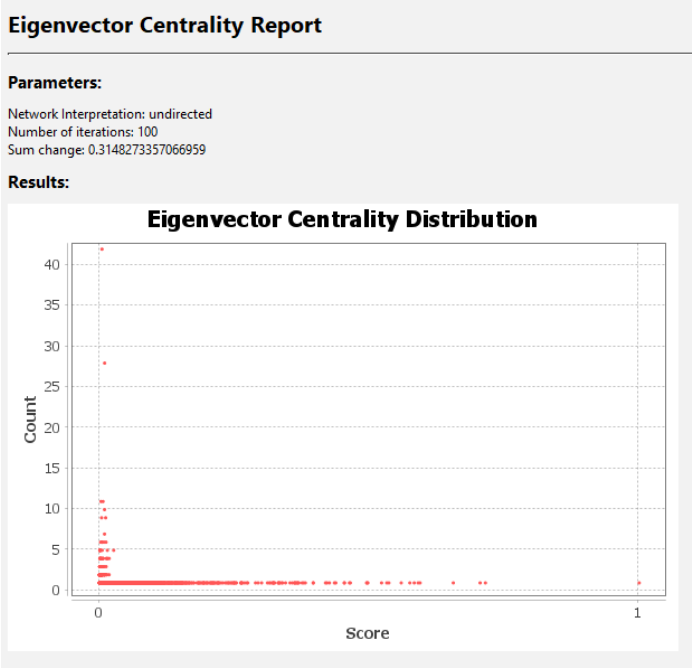 Eigenvector Centrality Report
Parameters:
Network Interpretation: undirected
Number of iterations: 100
Sum change: 0.3148273357066959
Results:
Eigenvector Centrality Distribution
40
35
30
25
20
15
10
5
0
Count
0 1
Score